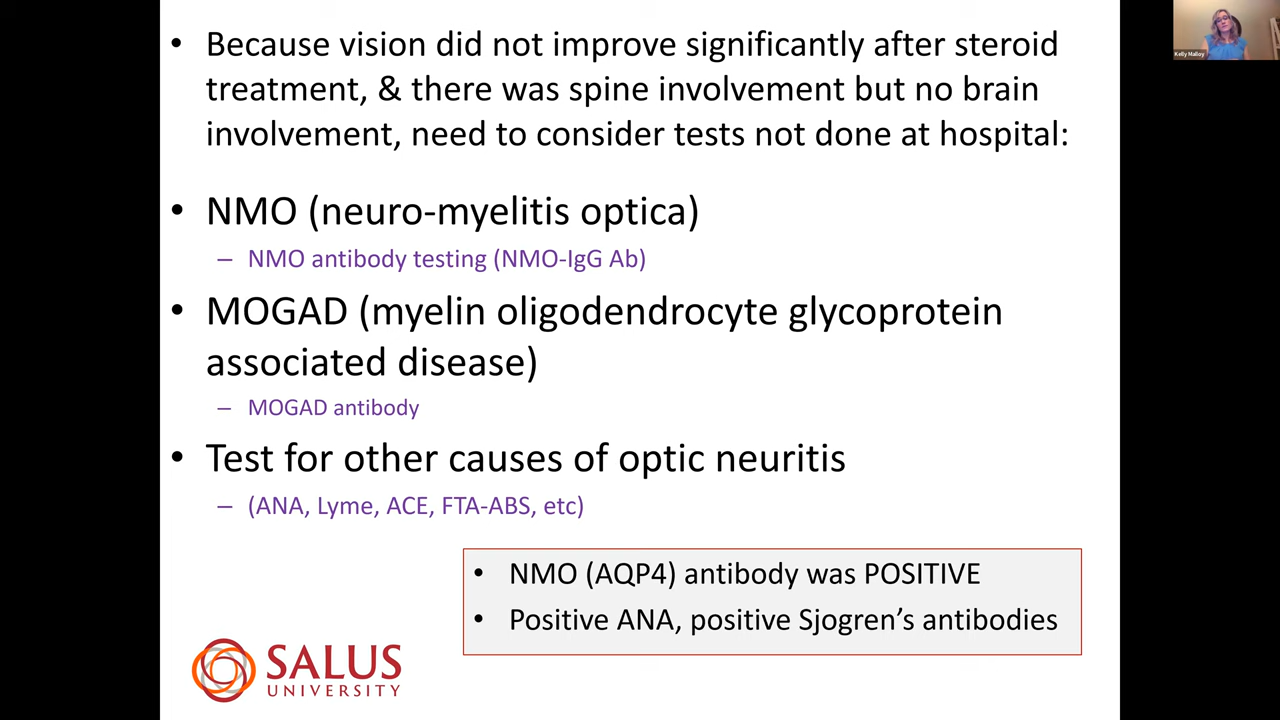 • Because vision did not improve significantly after steroid
treatment, & there was spine involvement but no brain
involvement, need to consider tests not done at hospital:
• NMO (neuro-myelitis optica)
– NMO antibody testing (NMO-IgG Ab)
• MOGAD (myelin oligodendrocyte glycoprotein
associated disease)
– MOGAD antibody
• Test for other causes of optic neuritis
– (ANA, Lyme, ACE, FTA-ABS, etc)
• NMO (AQP4) antibody was POSITIVE
• Positive ANA, positive Sjogren’s antibodies
SALUS
UNIVERSITY
Kelly Malloy